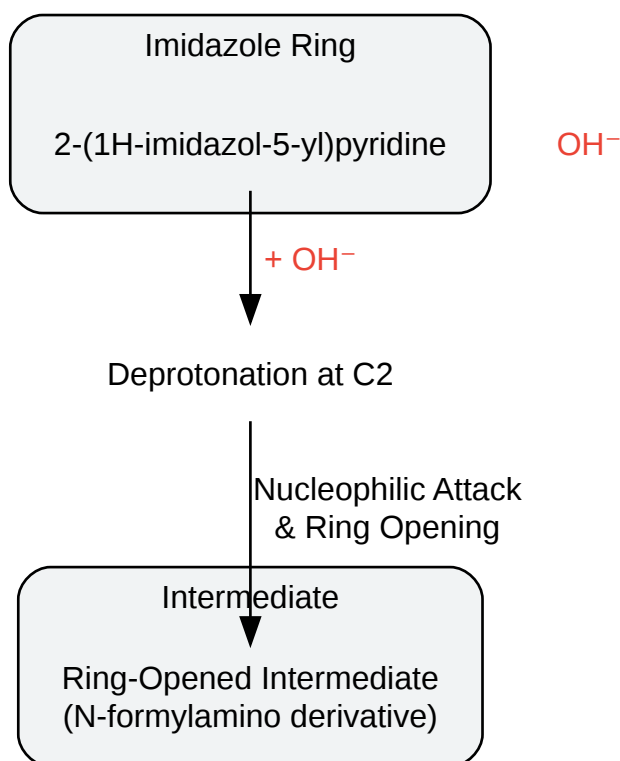 Imidazole Ring
2-(1H-imidazol-5-yl)pyridine
OH⁻
+ OH⁻
Deprotonation at C2
Nucleophilic Attack
& Ring Opening
Intermediate
Ring-Opened Intermediate
(N-formylamino derivative)